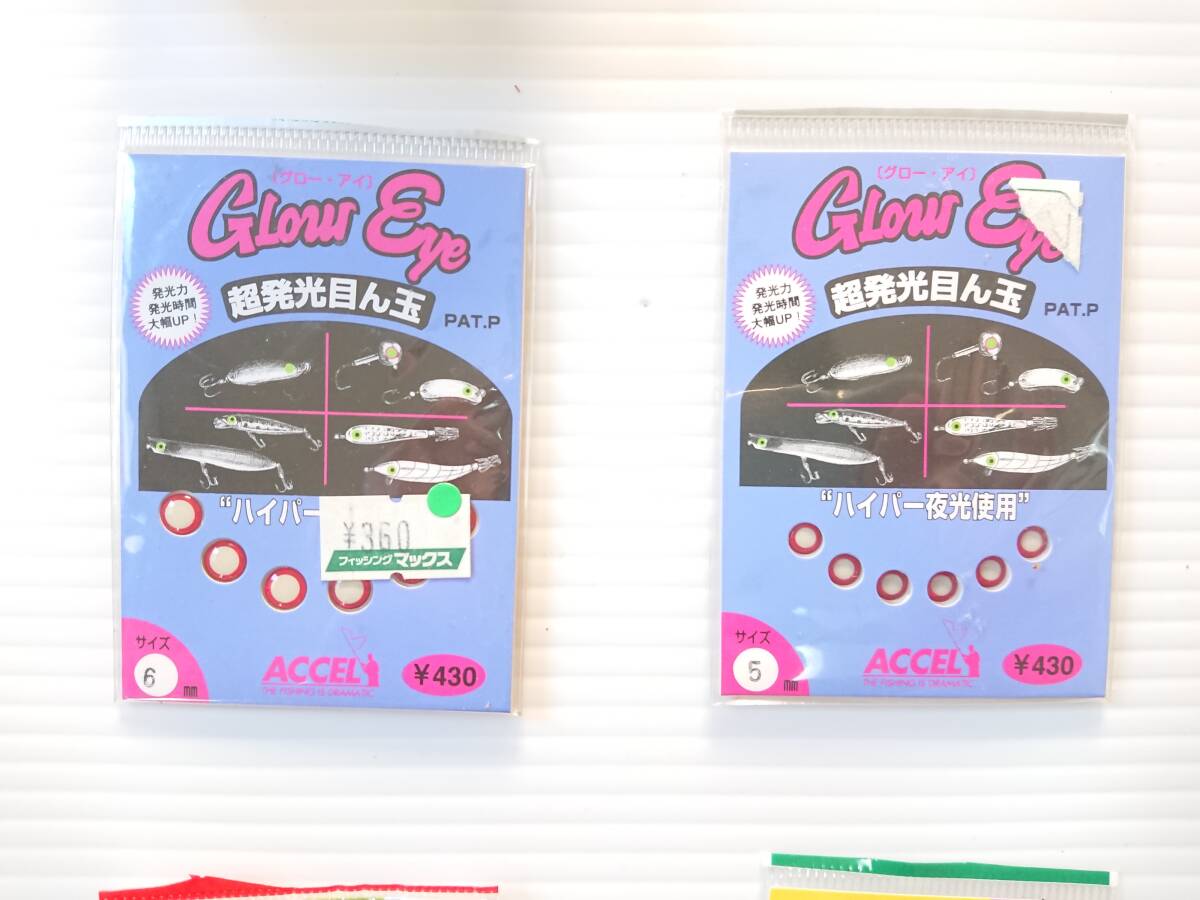 〔グロー・アイ〕
Glow Eye
超発光目ん玉
発光力
発光時間
大幅UP!
PAT.P
"ハイパー
¥360
フィッシング マックス
サイズ
6
mm
ACCEL
THE FISHING IS DRAMATIC
¥430
〔グロー・アイ〕
Glow Eye
超発光目ん玉
発光力
発光時間
大幅UP!
PAT.P
"ハイパー夜光使用"
サイズ
5
mm
ACCEL
THE FISHING IS DRAMATIC
¥430